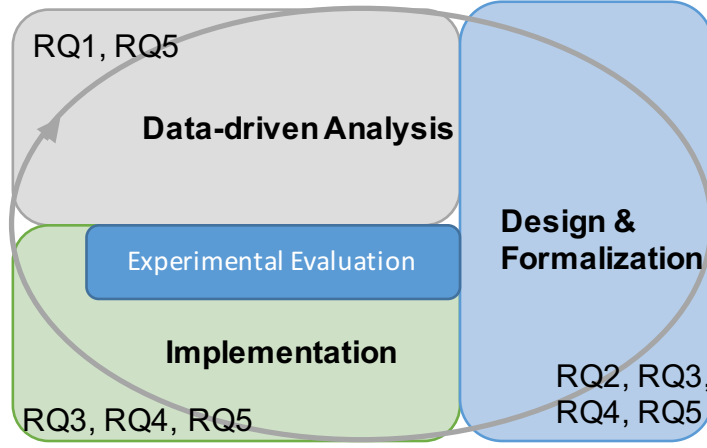 RQ1, RQ5
Data-driven Analysis
Design &
Formalization
Experimental Evaluation
Implementation
RQ2, RQ3,
RQ4, RQ5
RQ3, RQ4, RQ5